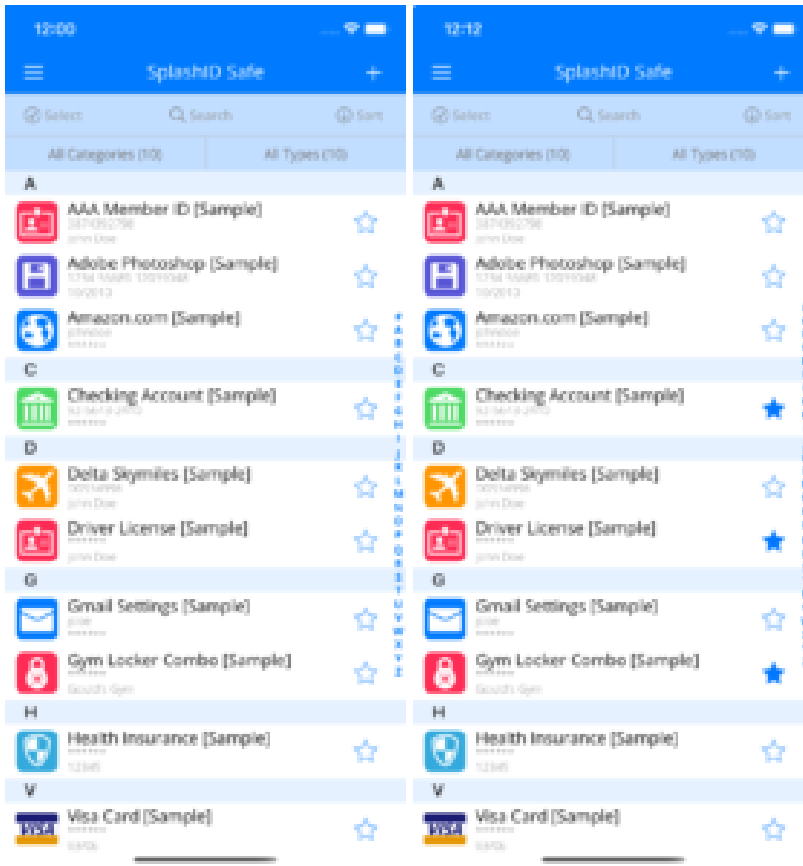 12:00
SplashID Safe
Select Search Sort
All Categories (10) All Types (10)
A
AAA Member ID [Sample]
John Doe
Adobe Photoshop [Sample]
10/2013
Amazon.com [Sample]
johndoe
*******
C
Checking Account [Sample]
*******
D
Delta Skymiles [Sample]
John Doe
Driver License [Sample]
*******
John Doe
G
Gmail Settings [Sample]
*******
Gym Locker Combo [Sample]
*******
Gym
H
Health Insurance [Sample]
*******
12345
V
VISA
Visa Card [Sample]
*******
#
A
B
C
D
E
F
G
H
I
J
K
L
M
N
O
P
Q
R
S
T
U
V
W
X
Y
Z
12:12
SplashID Safe
Select Search Sort
All Categories (10) All Types (10)
A
AAA Member ID [Sample]
John Doe
Adobe Photoshop [Sample]
10/2013
Amazon.com [Sample]
johndoe
*******
C
Checking Account [Sample]
*******
D
Delta Skymiles [Sample]
John Doe
Driver License [Sample]
*******
John Doe
G
Gmail Settings [Sample]
*******
Gym Locker Combo [Sample]
*******
Gym
H
Health Insurance [Sample]
*******
12345
V
VISA
Visa Card [Sample]
*******